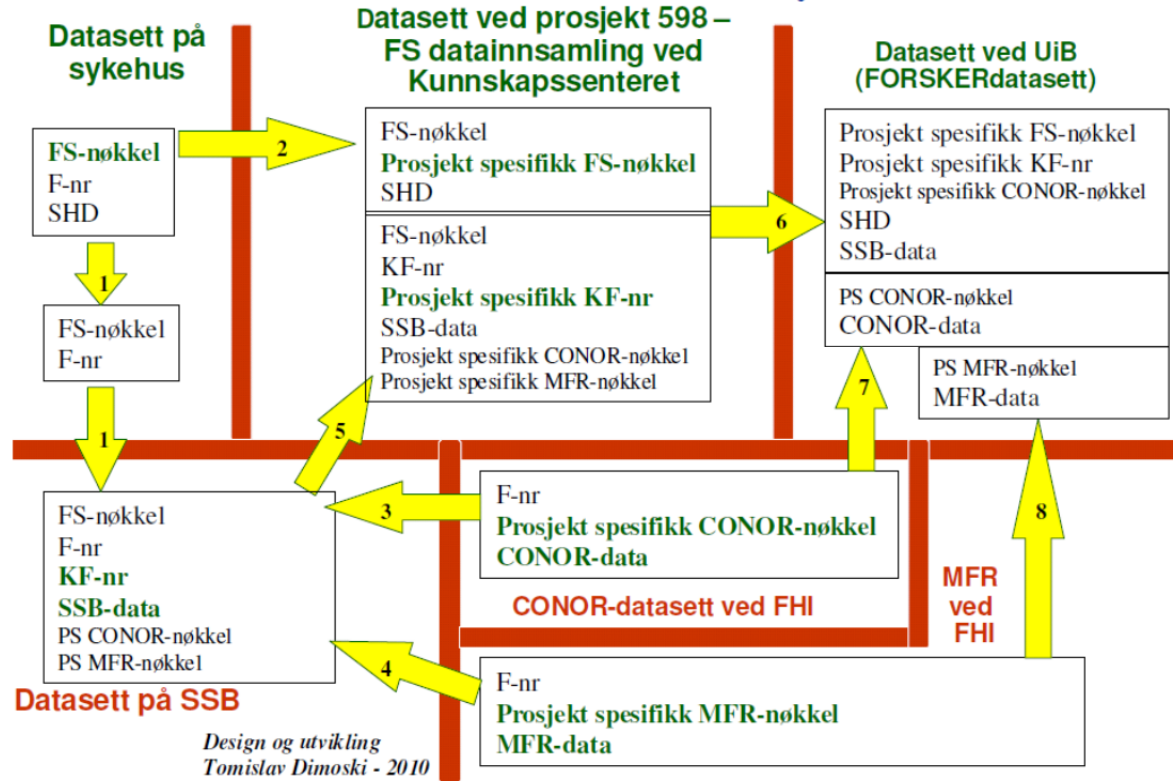 Datasett på
sykehus
FS-nøkkel
F-nr
SHD
1
FS-nøkkel
F-nr
1
2
Datasett ved prosjekt 598 –
FS datainnsamling ved
Kunnskapssenteret
FS-nøkkel
Prosjekt spesifikk FS-nøkkel
SHD
FS-nøkkel
KF-nr
Prosjekt spesifikk KF-nr
SSB-data
Prosjekt spesifikk CONOR-nøkkel
Prosjekt spesifikk MFR-nøkkel
6
Datasett ved UiB
(FORSKERdatasett)
Prosjekt spesifikk FS-nøkkel
Prosjekt spesifikk KF-nr
Prosjekt spesifikk CONOR-nøkkel
SHD
SSB-data
PS CONOR-nøkkel
CONOR-data
PS MFR-nøkkel
MFR-data
5
7
8
FS-nøkkel
F-nr
KF-nr
SSB-data
PS CONOR-nøkkel
PS MFR-nøkkel
Datasett på SSB
3
F-nr
Prosjekt spesifikk CONOR-nøkkel
CONOR-data
CONOR-datasett ved FHI
MFR
ved
FHI
4
F-nr
Prosjekt spesifikk MFR-nøkkel
MFR-data
Design og utvikling
Tomislav Dimoski - 2010